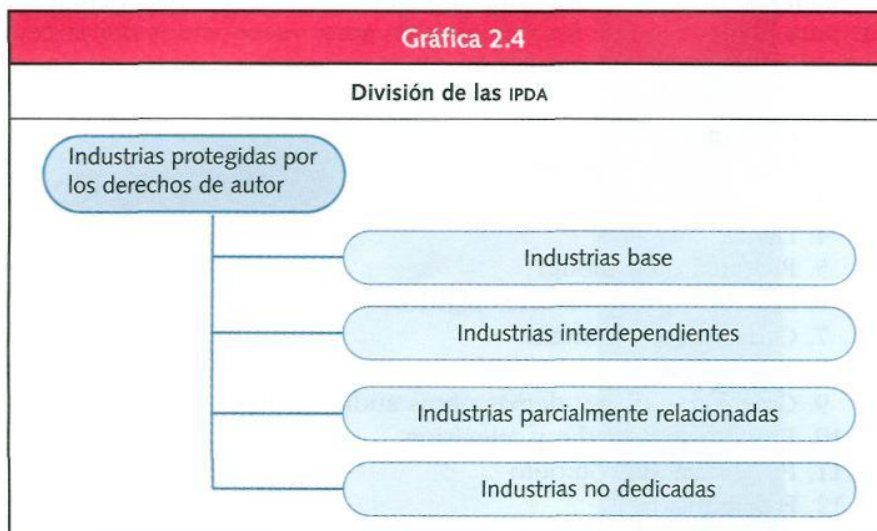 Gráfica 2.4
División de las IPDA
Industrias protegidas por
los derechos de autor
Industrias base
Industrias interdependientes
Industrias parcialmente relacionadas
Industrias no dedicadas